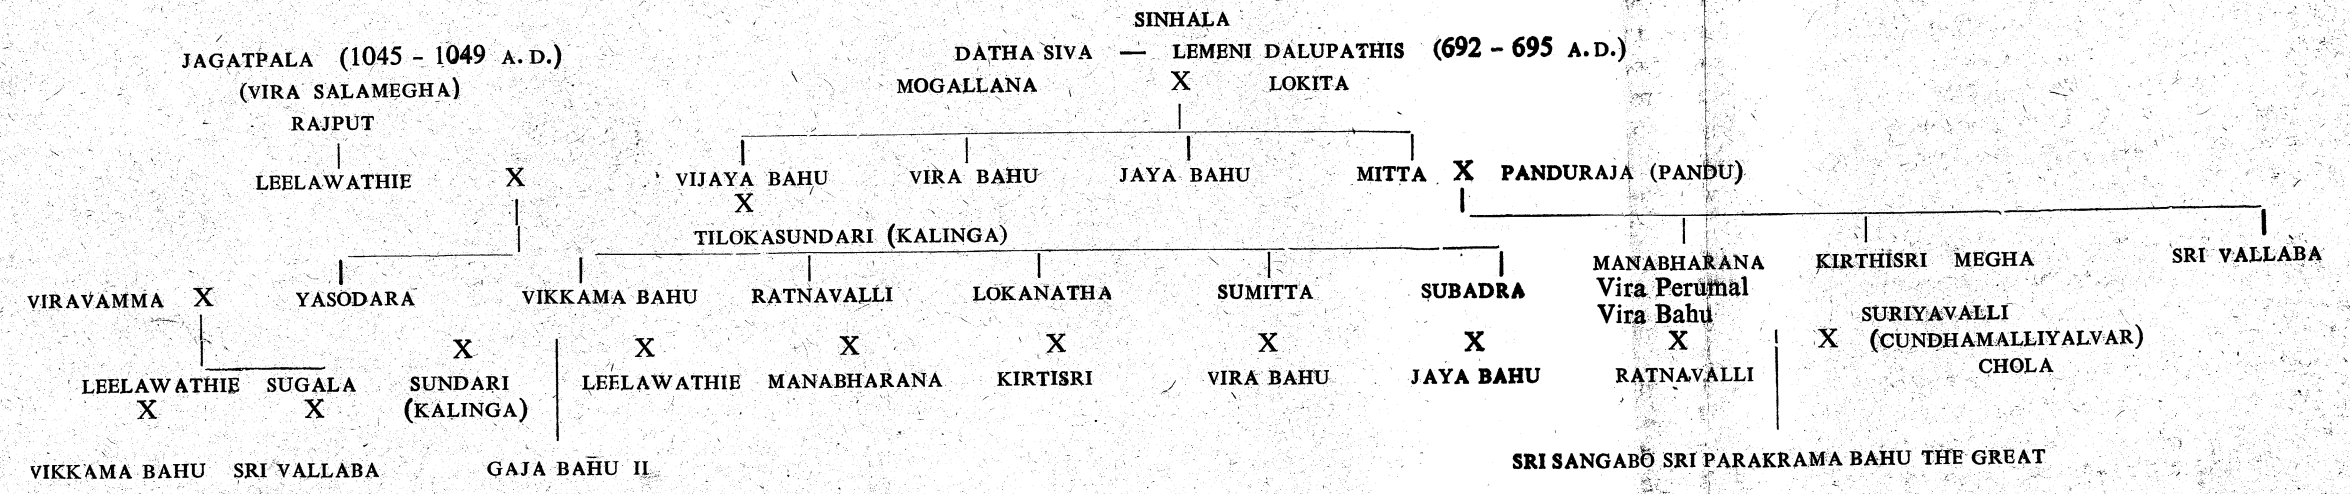 SINHALA
JAGATPALA (1045 - 1049 A. D.)
DATHA SIVA — LEMENI DALUPATHIS (692 - 695 A. D.)
(VIRA SALAMEGHA)
MOGALLANA X LOKITA
RAJPUT
LEELAWATHIE X VIJAYA BAHU VIRA BAHU JAYA BAHU MITTA X PANDURAJA (PANDU)
X
TILOKASUNDARI (KALINGA)
MANABHARANA KIRTHISRI MEGHA SRI VALLABA
VIRAVAMMA X YASODARA VIKKAMA BAHU RATNAVALLI LOKANATHA SUMITTA SUBADRA Vira Perumal
Vira Bahu SURIYAVALLI
X X X X X X X X (CUNDHAMALLIYALVAR)
CHOLA
LEELAWATHIE SUGALA SUNDARI LEELAWATHIE MANABHARANA KIRTISRI VIRA BAHU JAYA BAHU RATNAVALLI
X X (KALINGA)
VIKKAMA BAHU SRI VALLABA GAJA BAHU II SRI SANGABO SRI PARAKRAMA BAHU THE GREAT